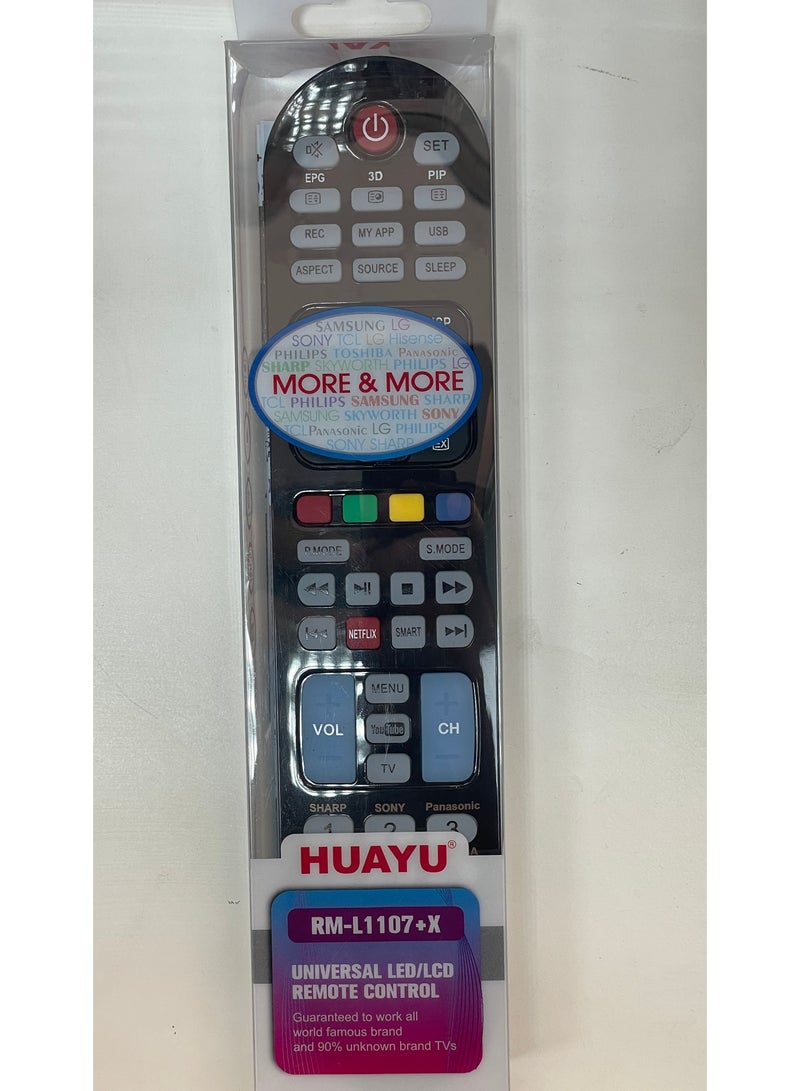 SET
EPG 3D PIP
REC MY APP USB
ASPECT SOURCE SLEEP
SAMSUNG LG
SONY TCL LG Hisense
PHILIPS TOSHIBA Panasonic
SHARP SKYWORTH PHILIPS LG
MORE & MORE
TCL PHILIPS SAMSUNG SHARP
SAMSUNG SKYWORTH SONY
TCL Panasonic LG PHILIPS
SONY SHARP
P.MODE S.MODE
NETFLIX SMART
MENU
VOL YouTube CH
TV
SHARP SONY Panasonic
1 2 3
HUAYU®
RM-L1107+X
UNIVERSAL LED/LCD
REMOTE CONTROL
Guaranteed to work all
world famous brand
and 90% unknown brand TVs